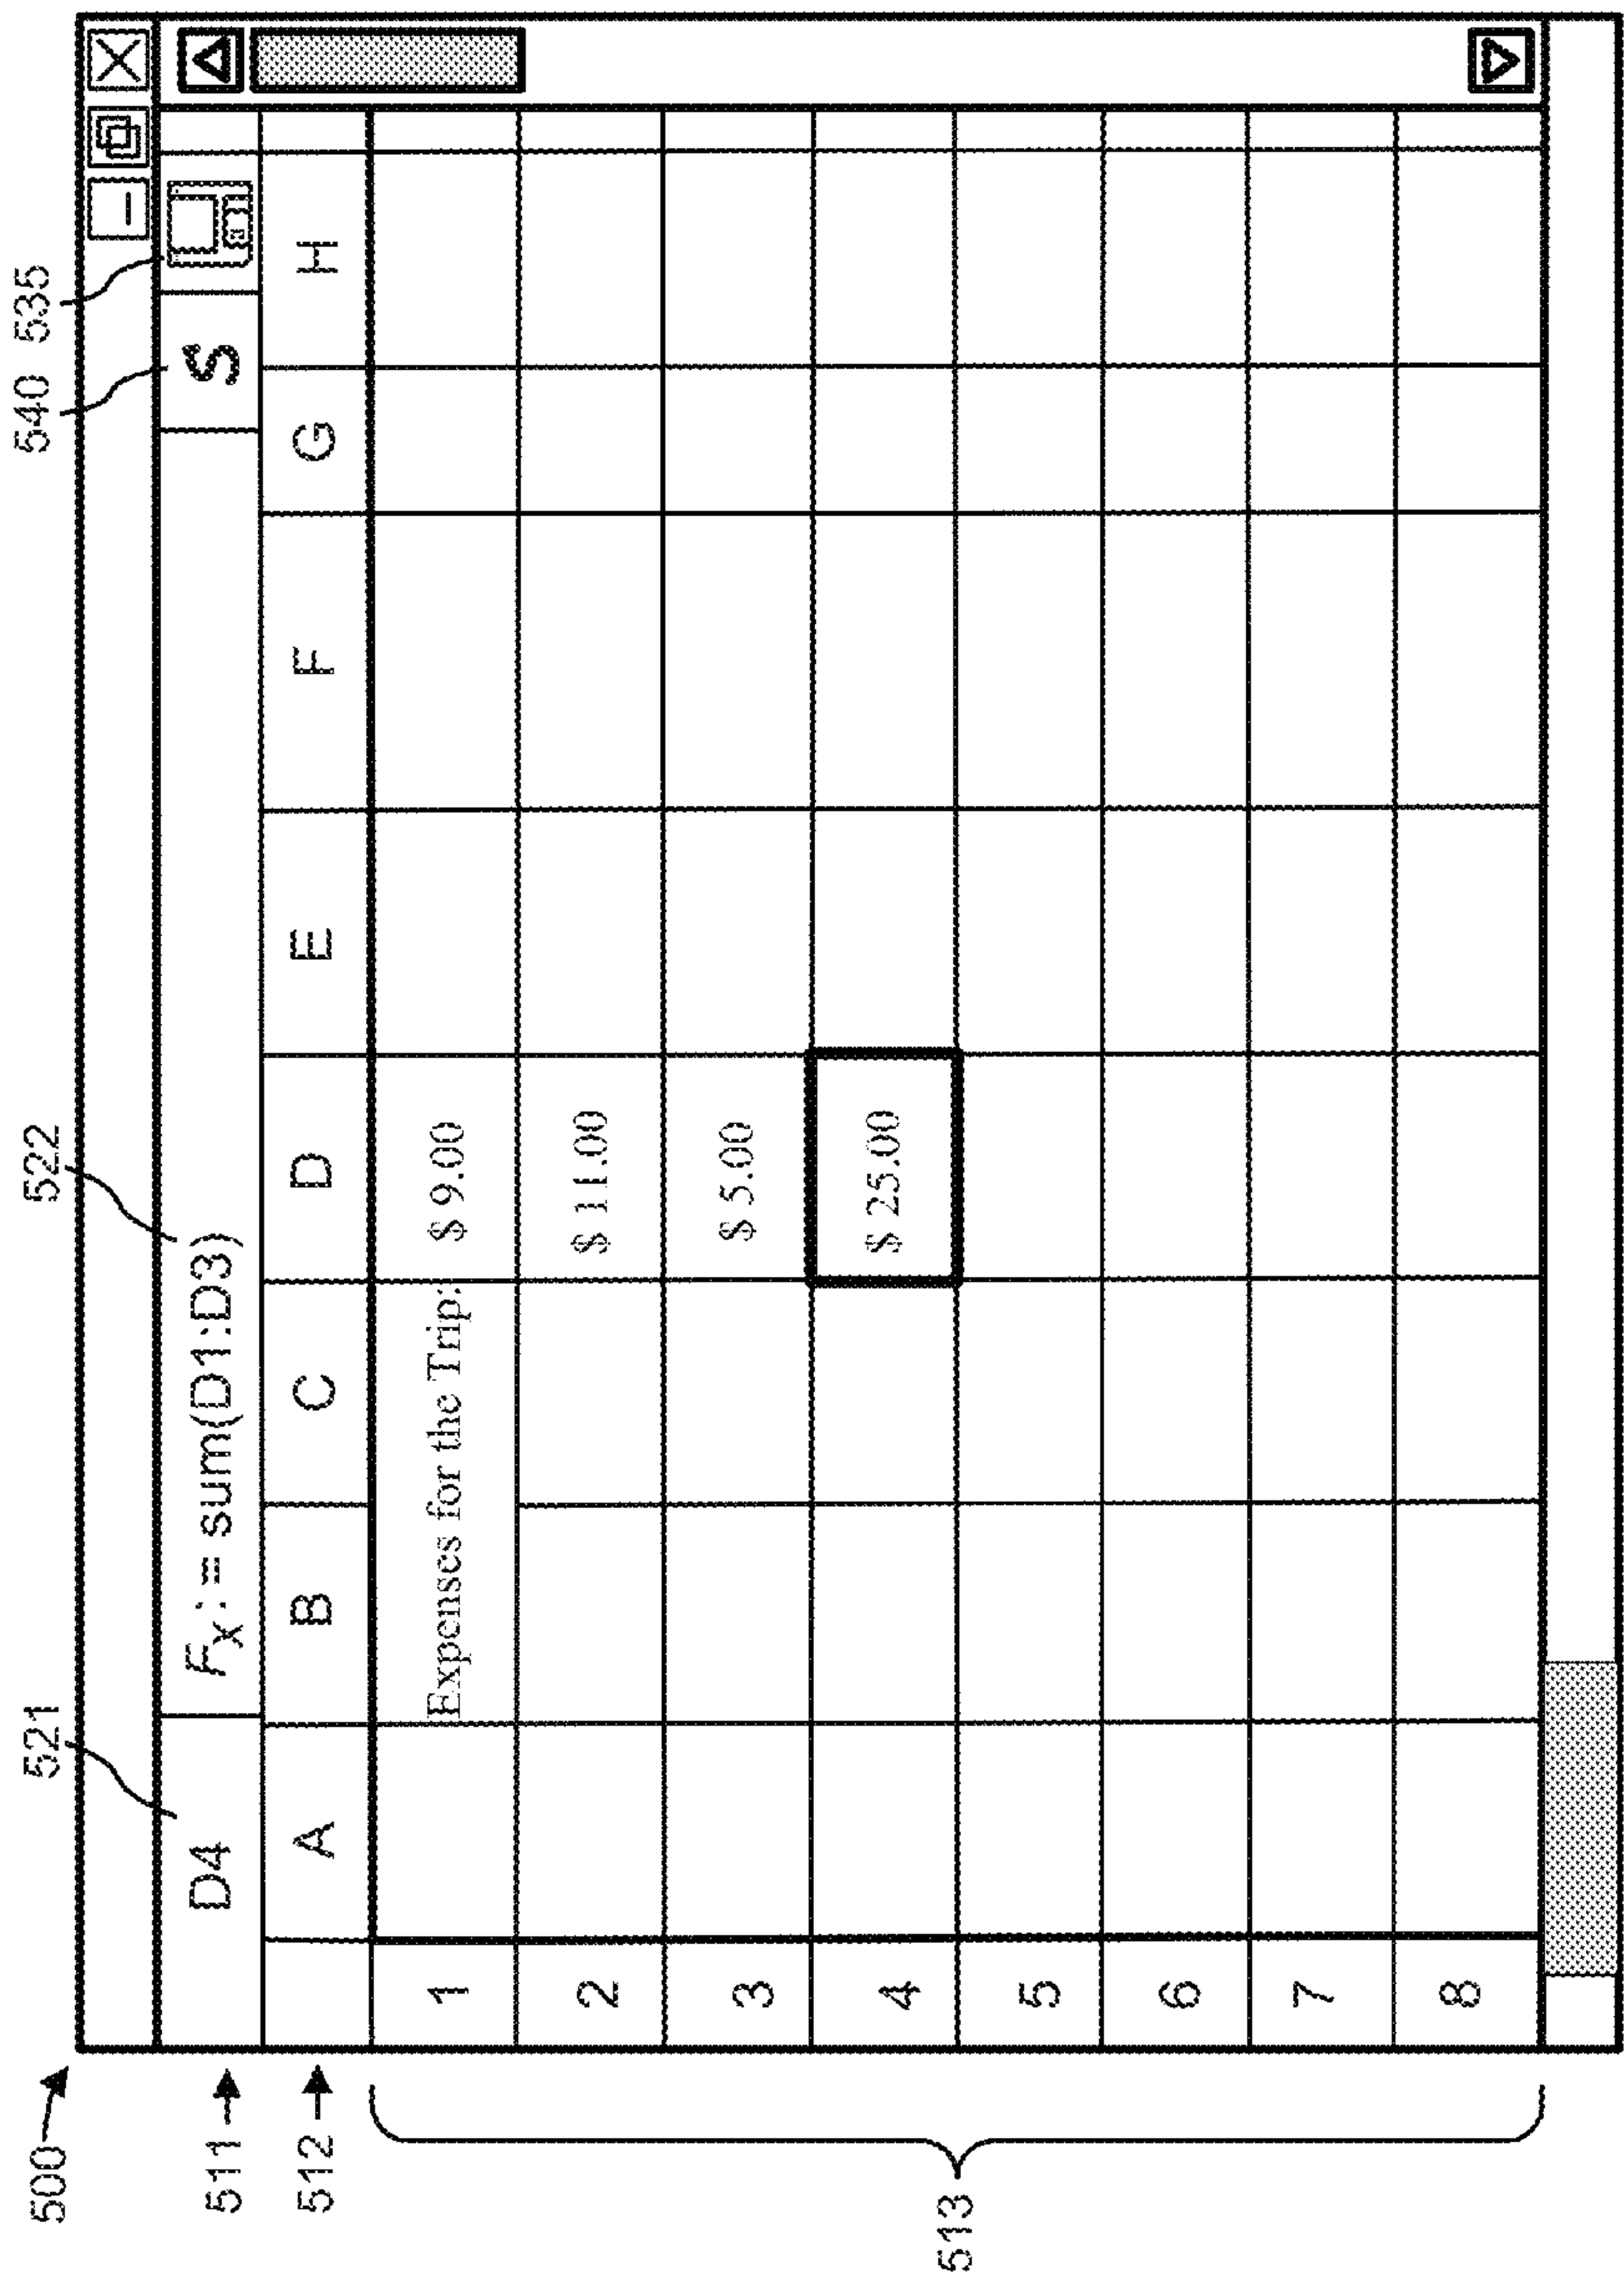 521 522 540 535
500
511 D4 Fx := sum(D1:D3) S
512 A B C D E F G H
1 Expenses for the Trip: $ 9.00
2 $ 11.00
3 $ 5.00
4 $ 25.00
513
5
6
7
8